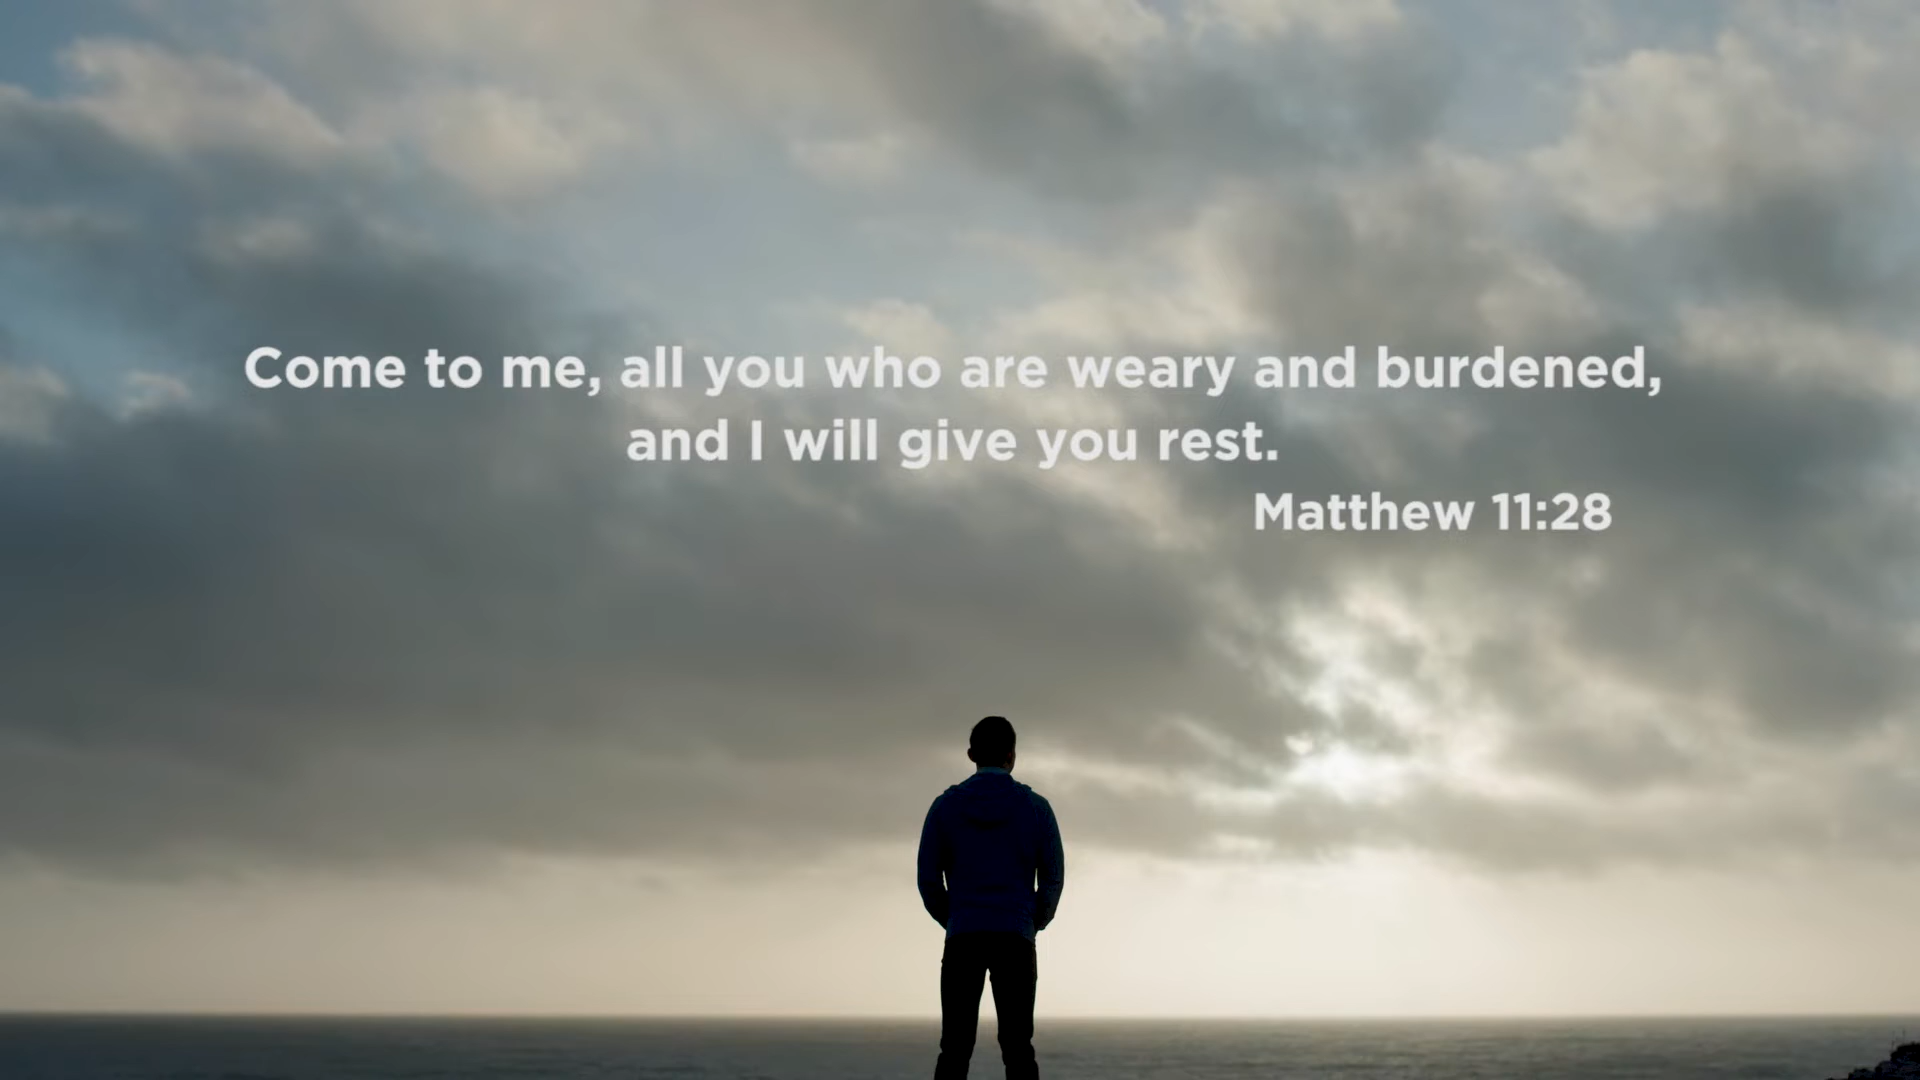 Come to me, all you who are weary and burdened,
and I will give you rest.
Matthew 11:28